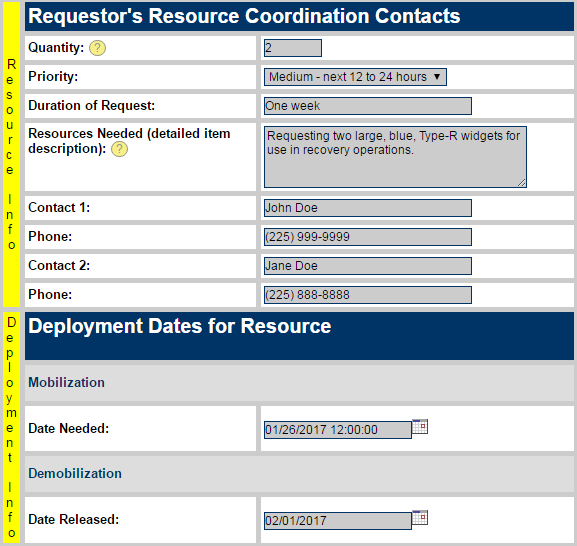 Resource Info
Requestor's Resource Coordination Contacts
Quantity: ? 2
Priority: Medium - next 12 to 24 hours
Duration of Request: One week
Resources Needed (detailed item
description): ?
Requesting two large, blue, Type-R widgets for
use in recovery operations.
Contact 1: John Doe
Phone: (225) 999-9999
Contact 2: Jane Doe
Phone: (225) 888-8888
Deployment Info
Deployment Dates for Resource
Mobilization
Date Needed: 01/26/2017 12:00:00
Demobilization
Date Released: 02/01/2017